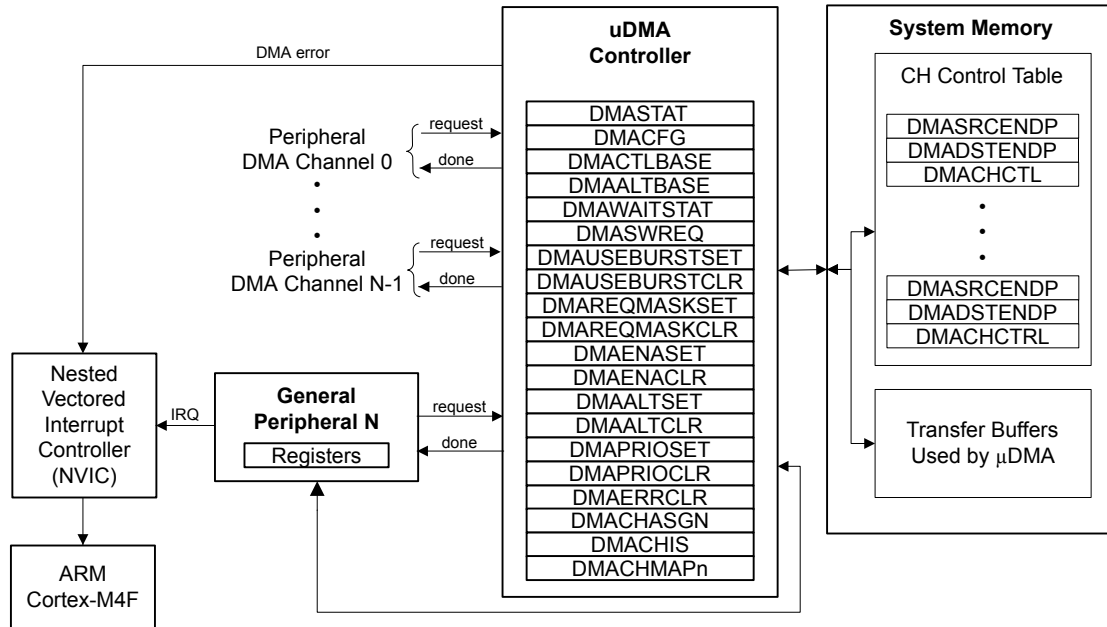 DMA error
Peripheral
DMA Channel 0
request
done
•
•
•
Peripheral
DMA Channel N-1
request
done
Nested
Vectored
Interrupt
Controller
(NVIC)
IRQ
General
Peripheral N
Registers
request
done
ARM
Cortex-M4F
uDMA
Controller
DMASTAT
DMACFG
DMACTLBASE
DMAALTBASE
DMAWAITSTAT
DMASWREQ
DMAUSEBURSTSET
DMAUSEBURSTCLR
DMAREQMASKSET
DMAREQMASKCLR
DMAENASET
DMAENACLR
DMAALTSET
DMAALTCLR
DMAPRIOSET
DMAPRIOCLR
DMAERRCLR
DMACHASGN
DMACHIS
DMACHMAPn
System Memory
CH Control Table
DMASRCENDP
DMADSTENDP
DMACHCTL
•
•
•
DMASRCENDP
DMADSTENDP
DMACHCTRL
Transfer Buffers
Used by μDMA